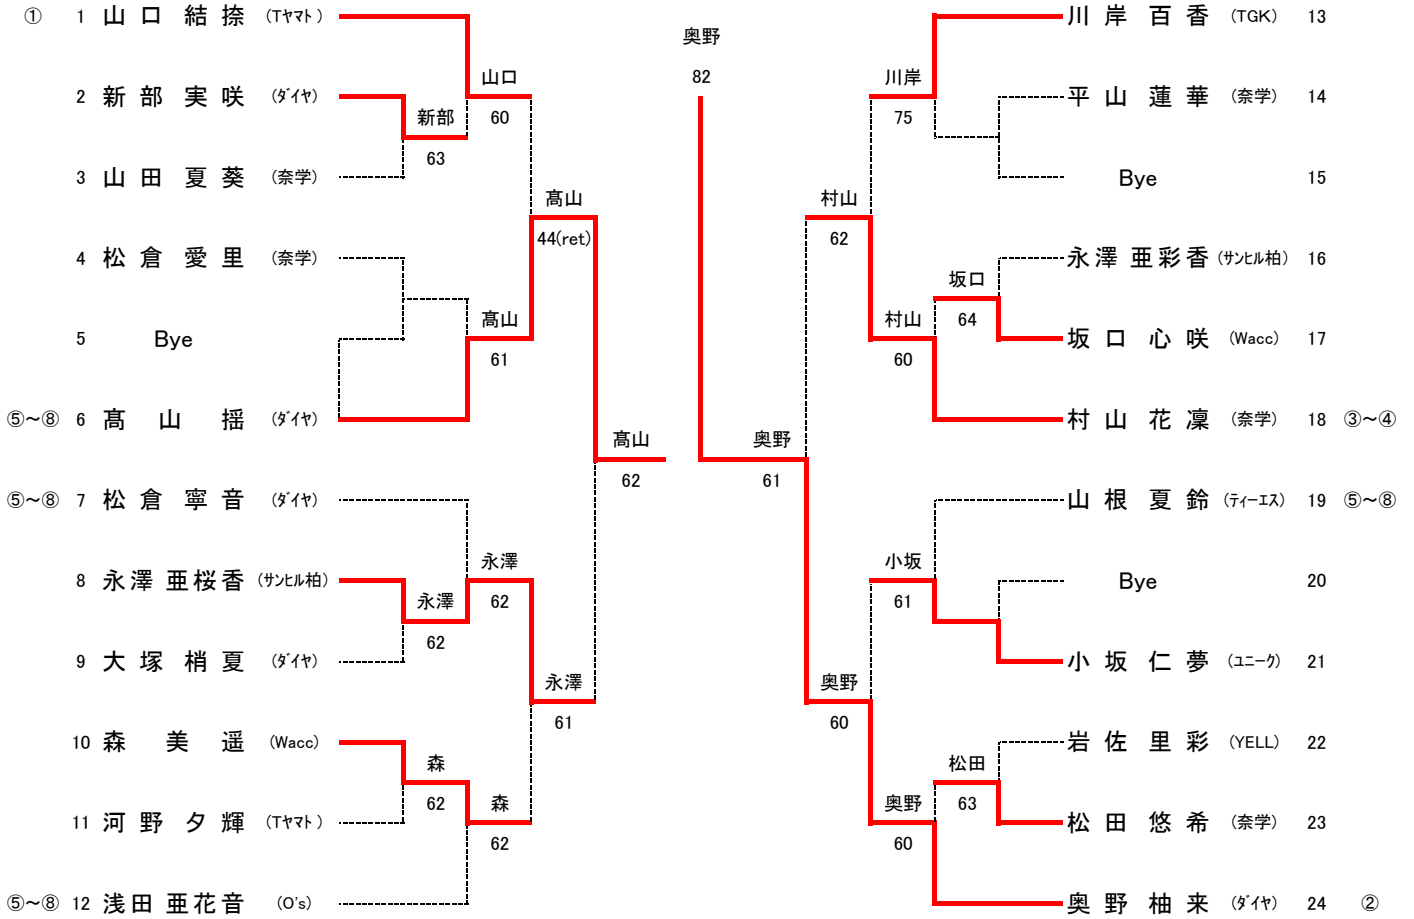 ① 1 山口 結捺 (Tヤマト)
2 新部 実咲 (ダイヤ)
3 山田 夏葵 (奈学)
4 松倉 愛里 (奈学)
5 Bye
⑤~⑧ 6 髙山 揺 (ダイヤ)
⑤~⑧ 7 松倉 寧音 (ダイヤ)
8 永澤 亜桜香 (サンヒル柏)
9 大塚 梢夏 (ダイヤ)
10 森 美遥 (Wacc)
11 河野 夕輝 (Tヤマト)
⑤~⑧ 12 浅田 亜花音 (O's)
新部
63
永澤
62
森
62
山口
60
髙山
61
永澤
62
森
62
髙山
44(ret)
永澤
61
髙山
62
奥野
82
奥野
61
村山
62
奥野
60
川岸
75
村山
60
小坂
61
奥野
60
坂口
64
松田
63
川岸 百香 (TGK) 13
平山 蓮華 (奈学) 14
Bye 15
永澤 亜彩香 (サンヒル柏) 16
坂口 心咲 (Wacc) 17
村山 花凜 (奈学) 18 ③~④
山根 夏鈴 (ティーエス) 19 ⑤~⑧
Bye 20
小坂 仁夢 (ユニーク) 21
岩佐 里彩 (YELL) 22
松田 悠希 (奈学) 23
奥野 柚来 (ダイヤ) 24 ②